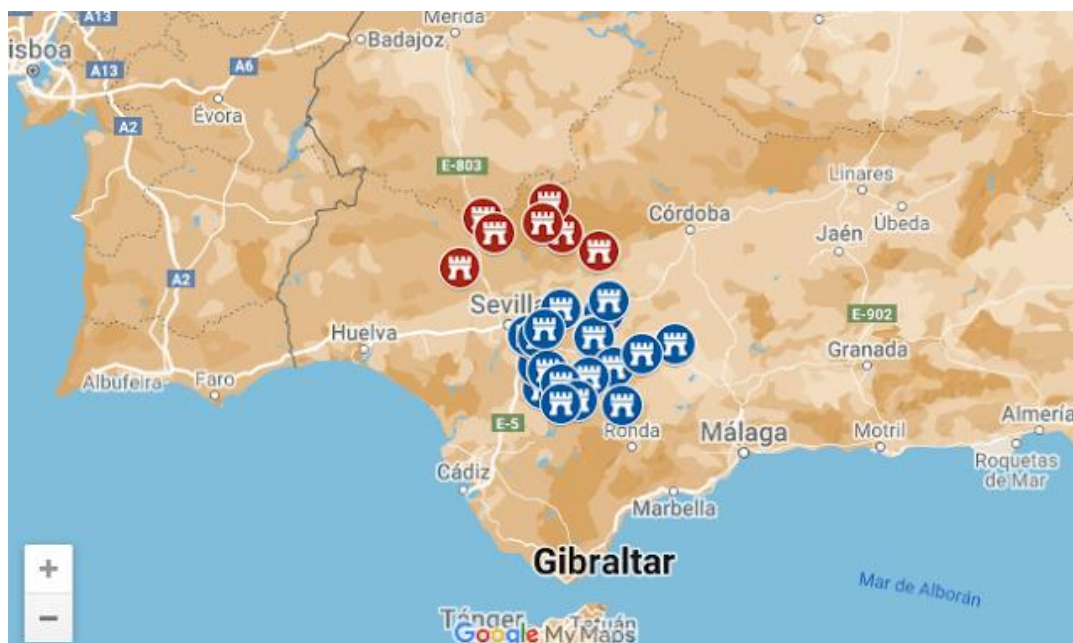 A13
Mérida
Badajoz
isboa
A13
A6
Évora
A2
E-803
Linares
Córdoba
Úbeda
Jaén
A2
Sevilla
E-902
Huelva
Granada
Albufeira
Faro
E-5
Ronda
Málaga
Motril
Almería
Roquetas
de Mar
Cádiz
Marbella
Gibraltar
Mar de Alborán
Tánger
Tetuán
Google My Maps
+
−